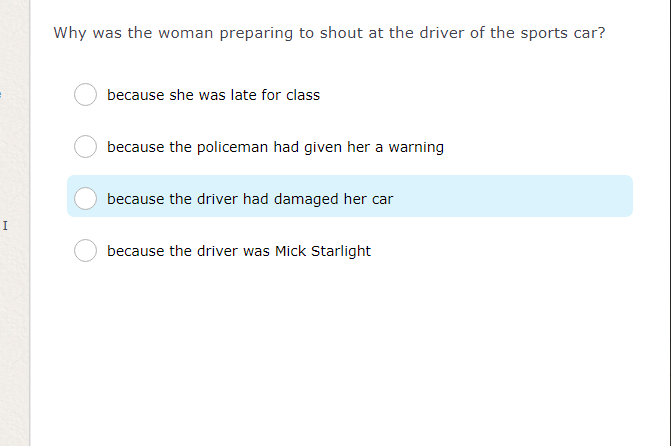 Why was the woman preparing to shout at the driver of the sports car?
because she was late for class
because the policeman had given her a warning
because the driver had damaged her car
I
because the driver was Mick Starlight